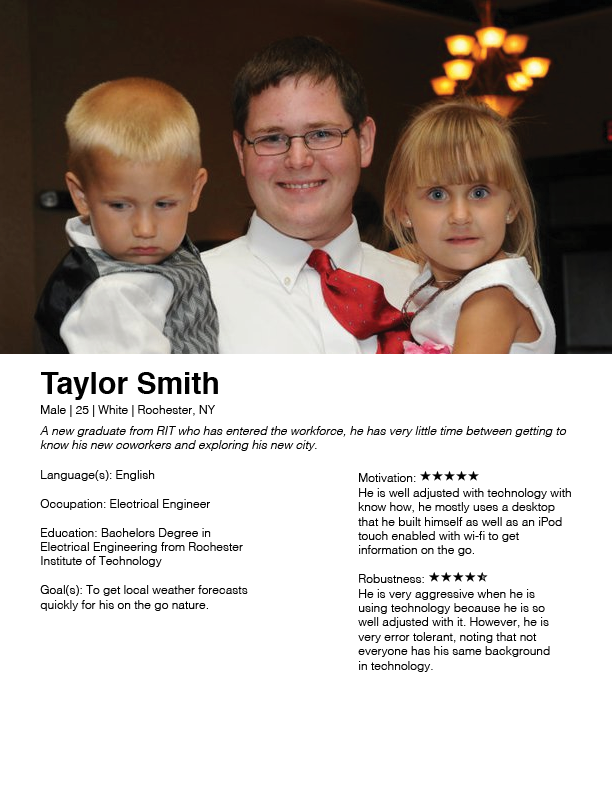 Taylor Smith
Male | 25 | White | Rochester, NY
A new graduate from RIT who has entered the workforce, he has very little time between getting to
know his new coworkers and exploring his new city.
Language(s): English
Occupation: Electrical Engineer
Education: Bachelors Degree in
Electrical Engineering from Rochester
Institute of Technology
Goal(s): To get local weather forecasts
quickly for his on the go nature.
Motivation: ★★★★★
He is well adjusted with technology with
know how, he mostly uses a desktop
that he built himself as well as an iPod
touch enabled with wi-fi to get
information on the go.
Robustness: ★★★★⯪
He is very aggressive when he is
using technology because he is so
well adjusted with it. However, he is
very error tolerant, noting that not
everyone has his same background
in technology.